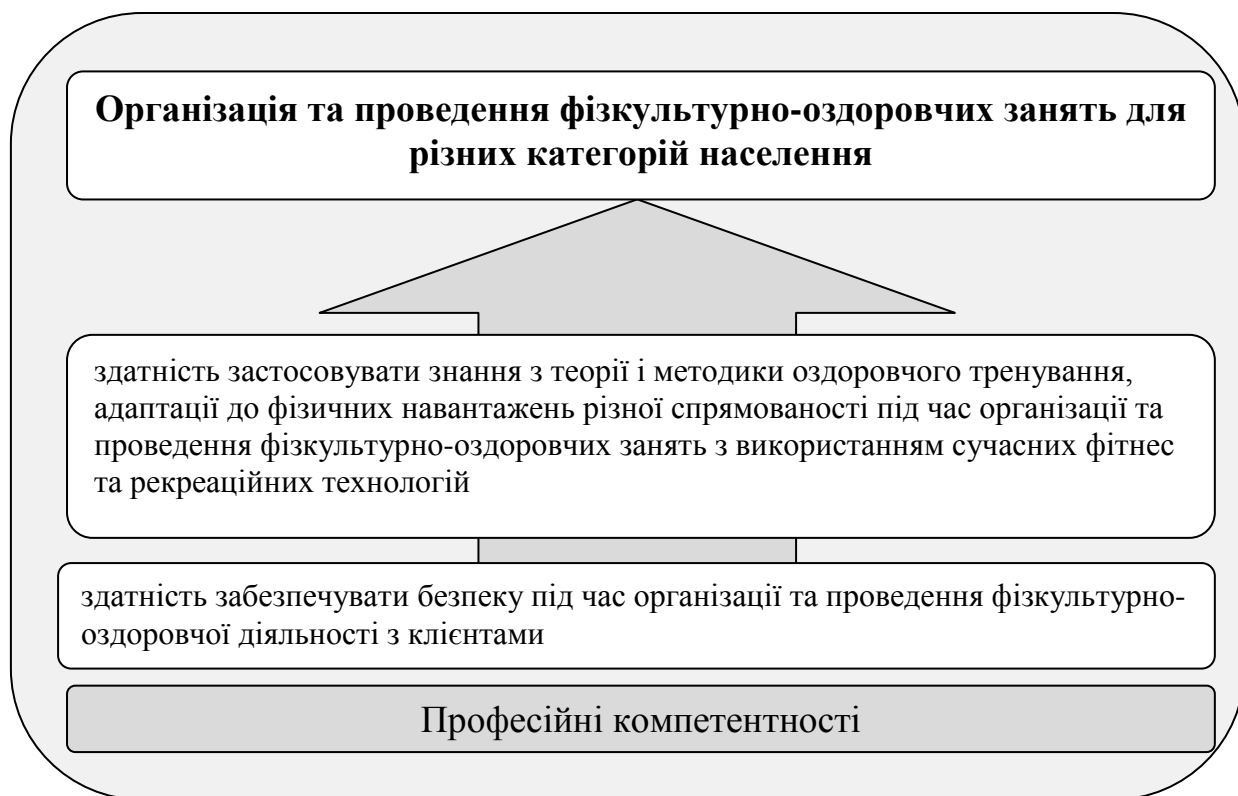 Організація та проведення фізкультурно-оздоровчих занять для
різних категорій населення
здатність застосовувати знання з теорії і методики оздоровчого тренування,
адаптації до фізичних навантажень різної спрямованості під час організації та
проведення фізкультурно-оздоровчих занять з використанням сучасних фітнес
та рекреаційних технологій
здатність забезпечувати безпеку під час організації та проведення фізкультурно-
оздоровчої діяльності з клієнтами
Професійні компетентності